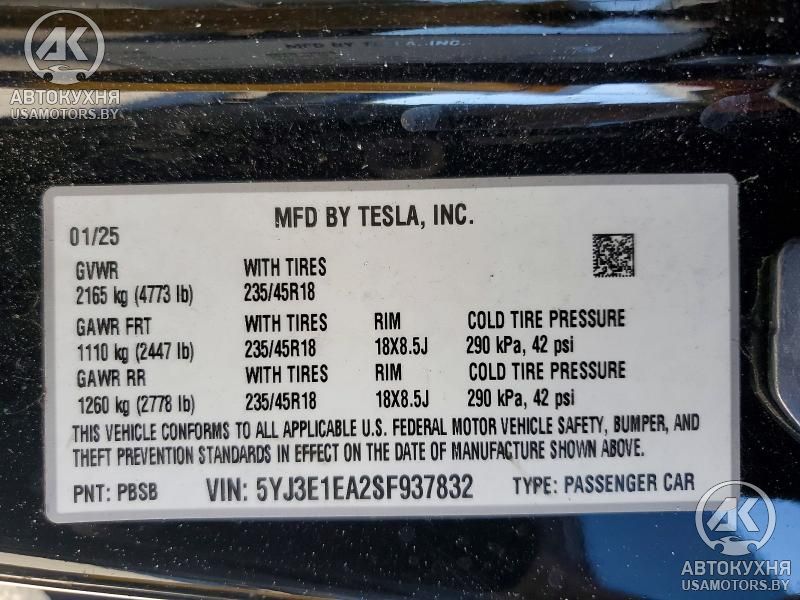 АК
АВТОКУХНЯ
USAMOTORS.BY
MFD BY TESLA, INC.
01/25
GVWR WITH TIRES
2165 kg (4773 lb) 235/45R18
GAWR FRT WITH TIRES RIM COLD TIRE PRESSURE
1110 kg (2447 lb) 235/45R18 18X8.5J 290 kPa, 42 psi
GAWR RR WITH TIRES RIM COLD TIRE PRESSURE
1260 kg (2778 lb) 235/45R18 18X8.5J 290 kPa, 42 psi
THIS VEHICLE CONFORMS TO ALL APPLICABLE U.S. FEDERAL MOTOR VEHICLE SAFETY, BUMPER, AND
THEFT PREVENTION STANDARDS IN EFFECT ON THE DATE OF MANUFACTURE SHOWN ABOVE.
PNT: PBSB VIN: 5YJ3E1EA2SF937832 TYPE: PASSENGER CAR
АК
АВТОКУХНЯ
USAMOTORS.BY